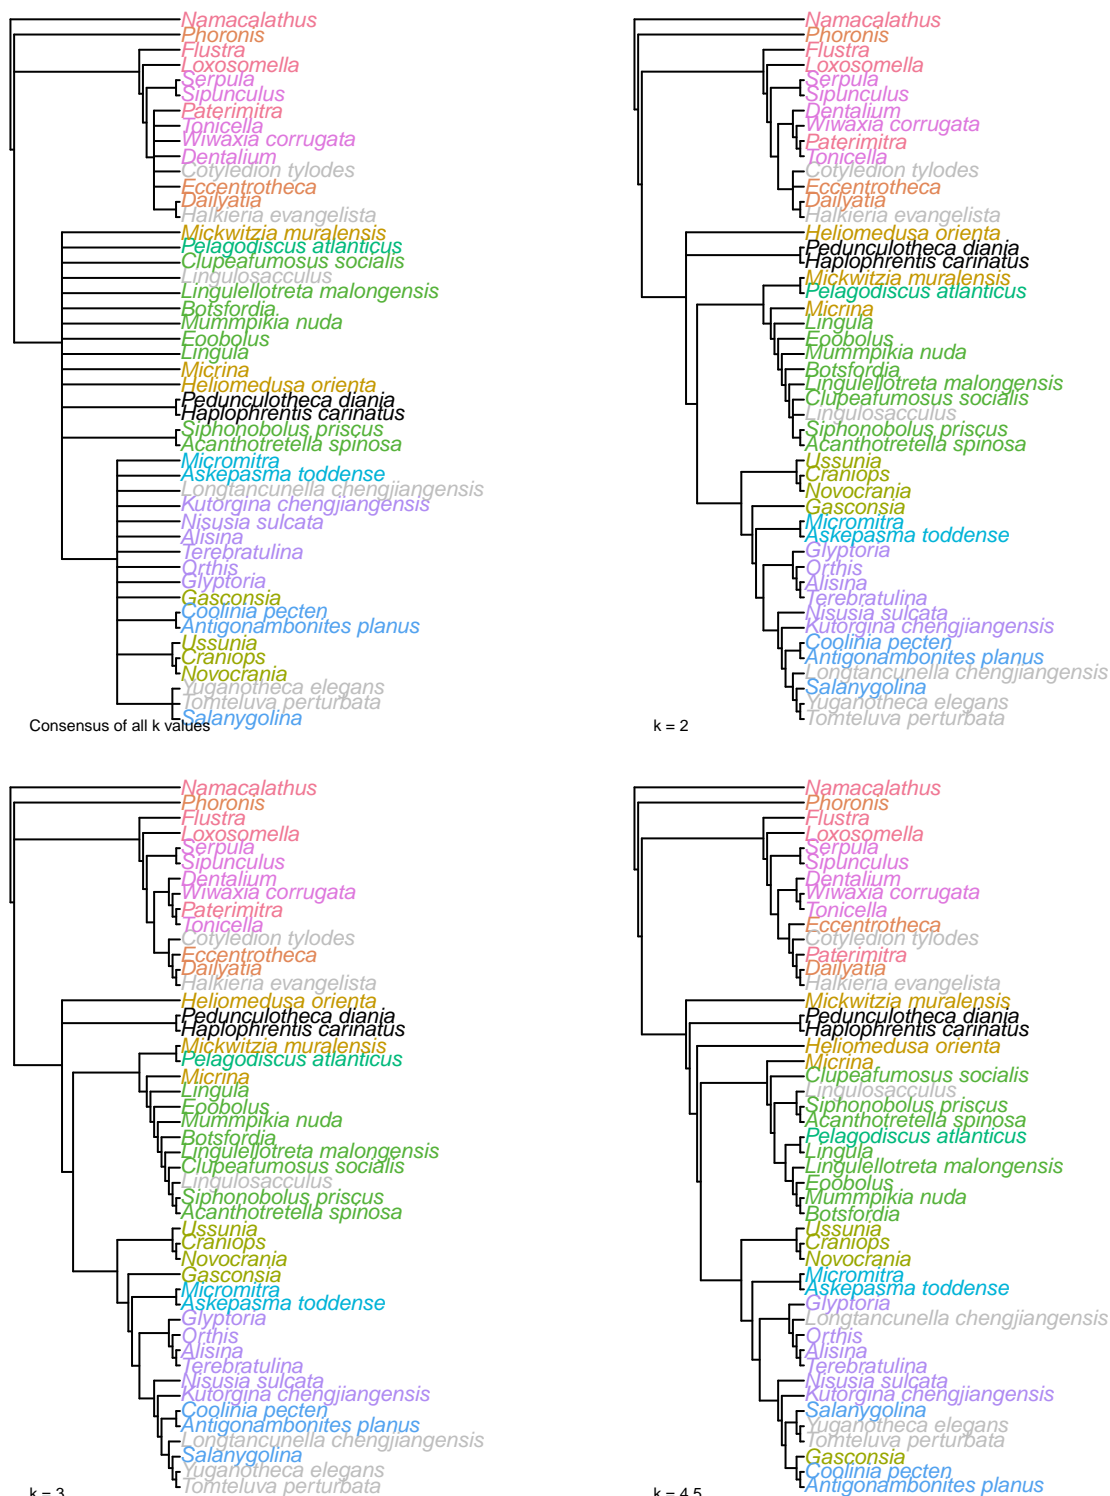 Namacalathus
Phoronis
Flustra
Loxosomella
Serpula
Sipunculus
Paterimitra
Tonicella
Wiwaxia corrugata
Dentalium
Cotyledion tylodes
Eccentrotheca
Dailyatia
Halkieria evangelista
Mickwitzia muralensis
Pelagodiscus atlanticus
Clupeafumosus socialis
Lingulosacculus
Lingulellotreta malongensis
Botsfordia
Mummpikia nuda
Eoobolus
Lingula
Micrina
Heliomedusa orienta
Pedunculotheca diania
Haplophrentis carinatus
Siphonobolus priscus
Acanthotretella spinosa
Micromitra
Askepasma toddense
Longtancunella chengjiangensis
Kutorgina chengjiangensis
Nisusia sulcata
Alisina
Terebratulina
Orthis
Glyptoria
Gasconsia
Coolinia pecten
Antigonambonites planus
Ussunia
Craniops
Novocrania
Yuganotheca elegans
Tomteluva perturbata
Salanygolina
Consensus of all k values
Namacalathus
Phoronis
Flustra
Loxosomella
Serpula
Sipunculus
Dentalium
Wiwaxia corrugata
Paterimitra
Tonicella
Cotyledion tylodes
Eccentrotheca
Dailyatia
Halkieria evangelista
Heliomedusa orienta
Pedunculotheca diania
Haplophrentis carinatus
Mickwitzia muralensis
Pelagodiscus atlanticus
Micrina
Lingula
Eoobolus
Mummpikia nuda
Botsfordia
Lingulellotreta malongensis
Clupeafumosus socialis
Lingulosacculus
Siphonobolus priscus
Acanthotretella spinosa
Ussunia
Craniops
Novocrania
Gasconsia
Micromitra
Askepasma toddense
Glyptoria
Orthis
Alisina
Terebratulina
Nisusia sulcata
Kutorgina chengjiangensis
Coolinia pecten
Antigonambonites planus
Longtancunella chengjiangensis
Salanygolina
Yuganotheca elegans
Tomteluva perturbata
k = 2
Namacalathus
Phoronis
Flustra
Loxosomella
Serpula
Sipunculus
Dentalium
Wiwaxia corrugata
Paterimitra
Tonicella
Cotyledion tylodes
Eccentrotheca
Dailyatia
Halkieria evangelista
Heliomedusa orienta
Pedunculotheca diania
Haplophrentis carinatus
Mickwitzia muralensis
Pelagodiscus atlanticus
Micrina
Lingula
Eoobolus
Mummpikia nuda
Botsfordia
Lingulellotreta malongensis
Clupeafumosus socialis
Lingulosacculus
Siphonobolus priscus
Acanthotretella spinosa
Ussunia
Craniops
Novocrania
Gasconsia
Micromitra
Askepasma toddense
Glyptoria
Orthis
Alisina
Terebratulina
Nisusia sulcata
Kutorgina chengjiangensis
Coolinia pecten
Antigonambonites planus
Longtancunella chengjiangensis
Salanygolina
Yuganotheca elegans
Tomteluva perturbata
k = 3
Namacalathus
Phoronis
Flustra
Loxosomella
Serpula
Sipunculus
Dentalium
Wiwaxia corrugata
Tonicella
Eccentrotheca
Cotyledion tylodes
Paterimitra
Dailyatia
Halkieria evangelista
Mickwitzia muralensis
Pedunculotheca diania
Haplophrentis carinatus
Heliomedusa orienta
Micrina
Clupeafumosus socialis
Lingulosacculus
Siphonobolus priscus
Acanthotretella spinosa
Pelagodiscus atlanticus
Lingula
Lingulellotreta malongensis
Eoobolus
Mummpikia nuda
Botsfordia
Ussunia
Craniops
Novocrania
Micromitra
Askepasma toddense
Glyptoria
Longtancunella chengjiangensis
Orthis
Alisina
Terebratulina
Nisusia sulcata
Kutorgina chengjiangensis
Salanygolina
Yuganotheca elegans
Tomteluva perturbata
Gasconsia
Coolinia pecten
Antigonambonites planus
k = 4.5